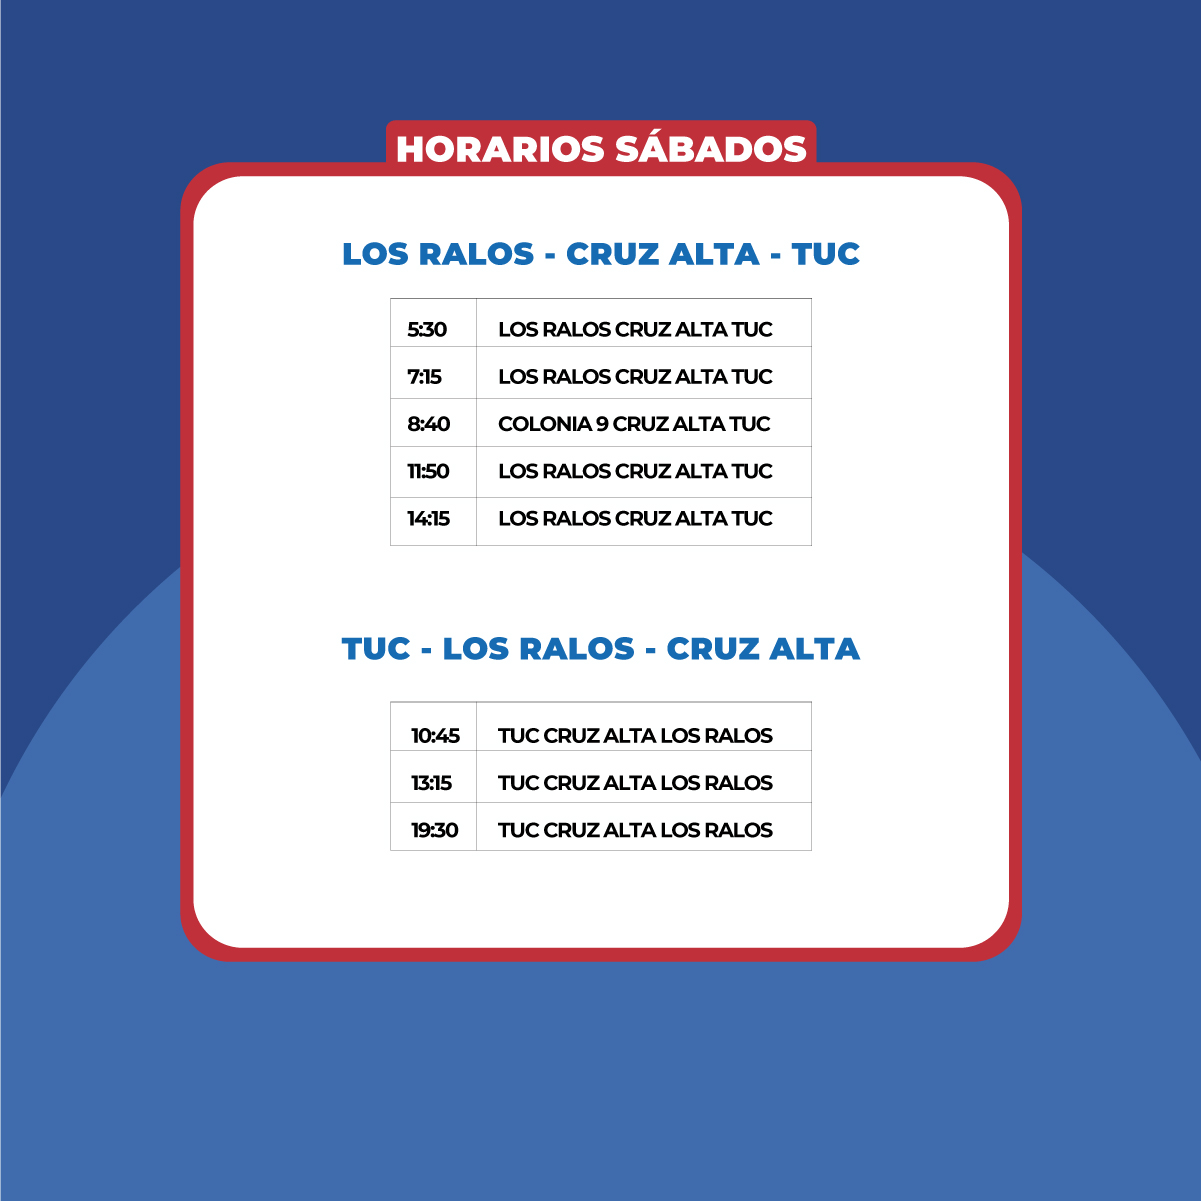 HORARIOS SÁBADOS
LOS RALOS - CRUZ ALTA - TUC
5:30 LOS RALOS CRUZ ALTA TUC
7:15 LOS RALOS CRUZ ALTA TUC
8:40 COLONIA 9 CRUZ ALTA TUC
11:50 LOS RALOS CRUZ ALTA TUC
14:15 LOS RALOS CRUZ ALTA TUC
TUC - LOS RALOS - CRUZ ALTA
10:45 TUC CRUZ ALTA LOS RALOS
13:15 TUC CRUZ ALTA LOS RALOS
19:30 TUC CRUZ ALTA LOS RALOS